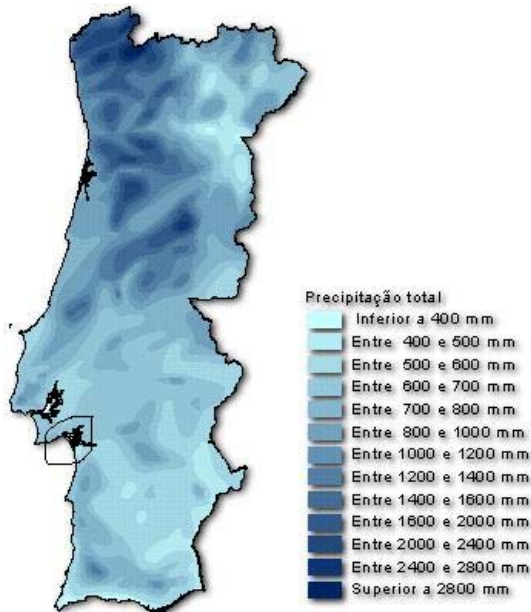 Precipitação total
Inferior a 400 mm
Entre 400 e 500 mm
Entre 500 e 600 mm
Entre 600 e 700 mm
Entre 700 e 800 mm
Entre 800 e 1000 mm
Entre 1000 e 1200 mm
Entre 1200 e 1400 mm
Entre 1400 e 1600 mm
Entre 1600 e 2000 mm
Entre 2000 e 2400 mm
Entre 2400 e 2800 mm
Superior a 2800 mm